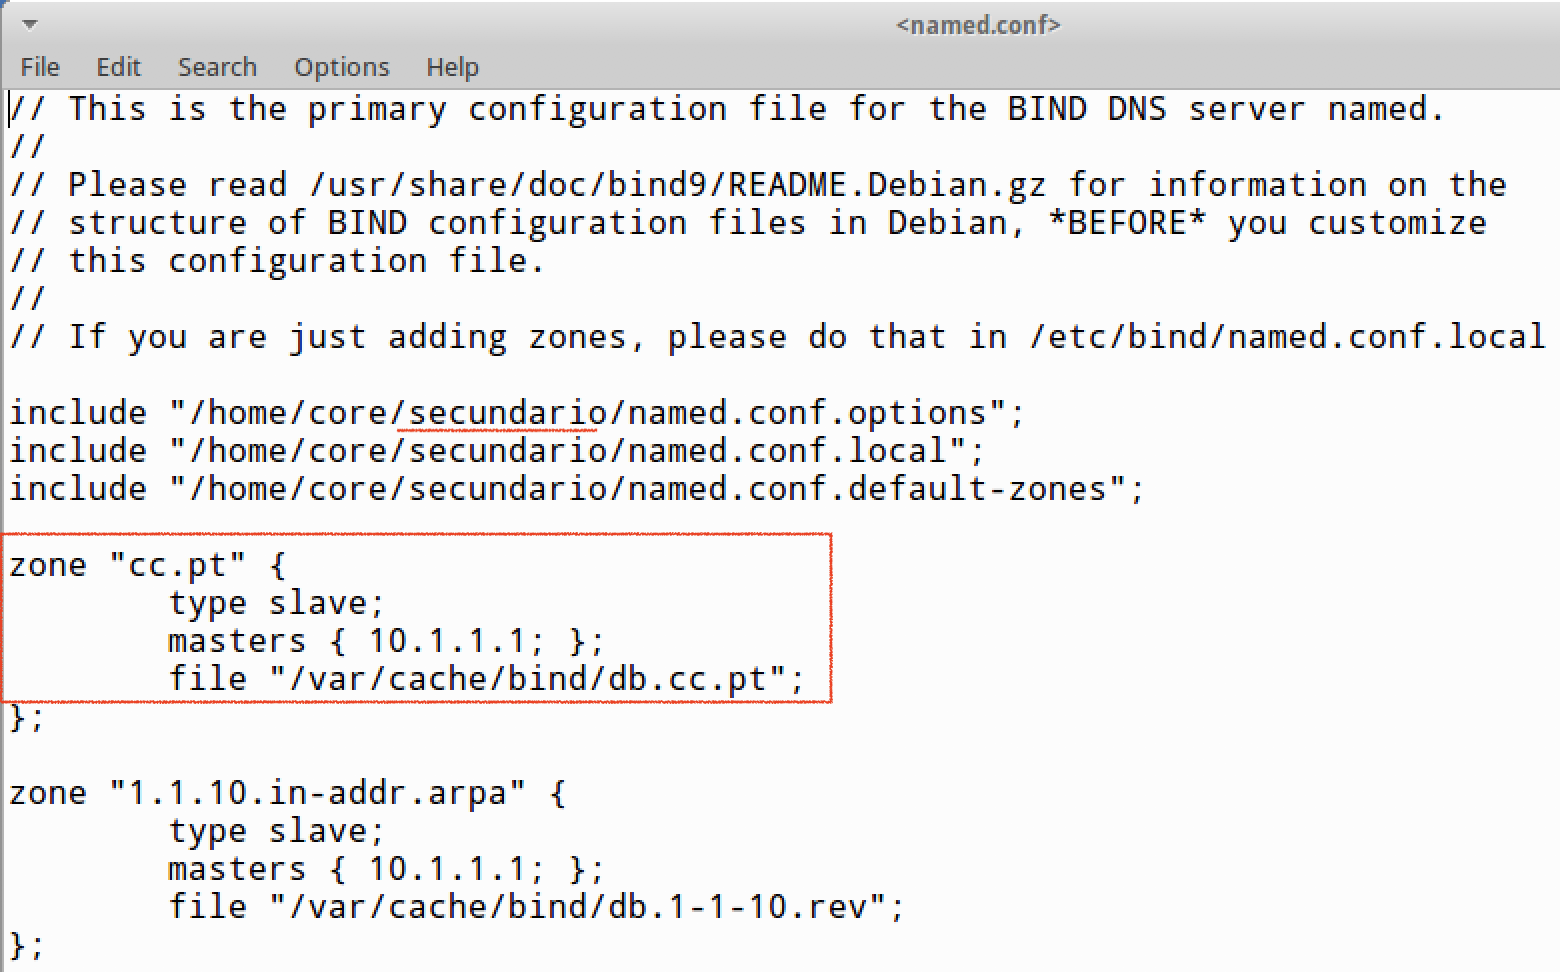 <named.conf>
File Edit Search Options Help
// This is the primary configuration file for the BIND DNS server named.
//
// Please read /usr/share/doc/bind9/README.Debian.gz for information on the
// structure of BIND configuration files in Debian, *BEFORE* you customize
// this configuration file.
//
// If you are just adding zones, please do that in /etc/bind/named.conf.local
include "/home/core/secundario/named.conf.options";
include "/home/core/secundario/named.conf.local";
include "/home/core/secundario/named.conf.default-zones";
zone "cc.pt" {
type slave;
masters { 10.1.1.1; };
file "/var/cache/bind/db.cc.pt";
};
zone "1.1.10.in-addr.arpa" {
type slave;
masters { 10.1.1.1; };
file "/var/cache/bind/db.1-1-10.rev";
};